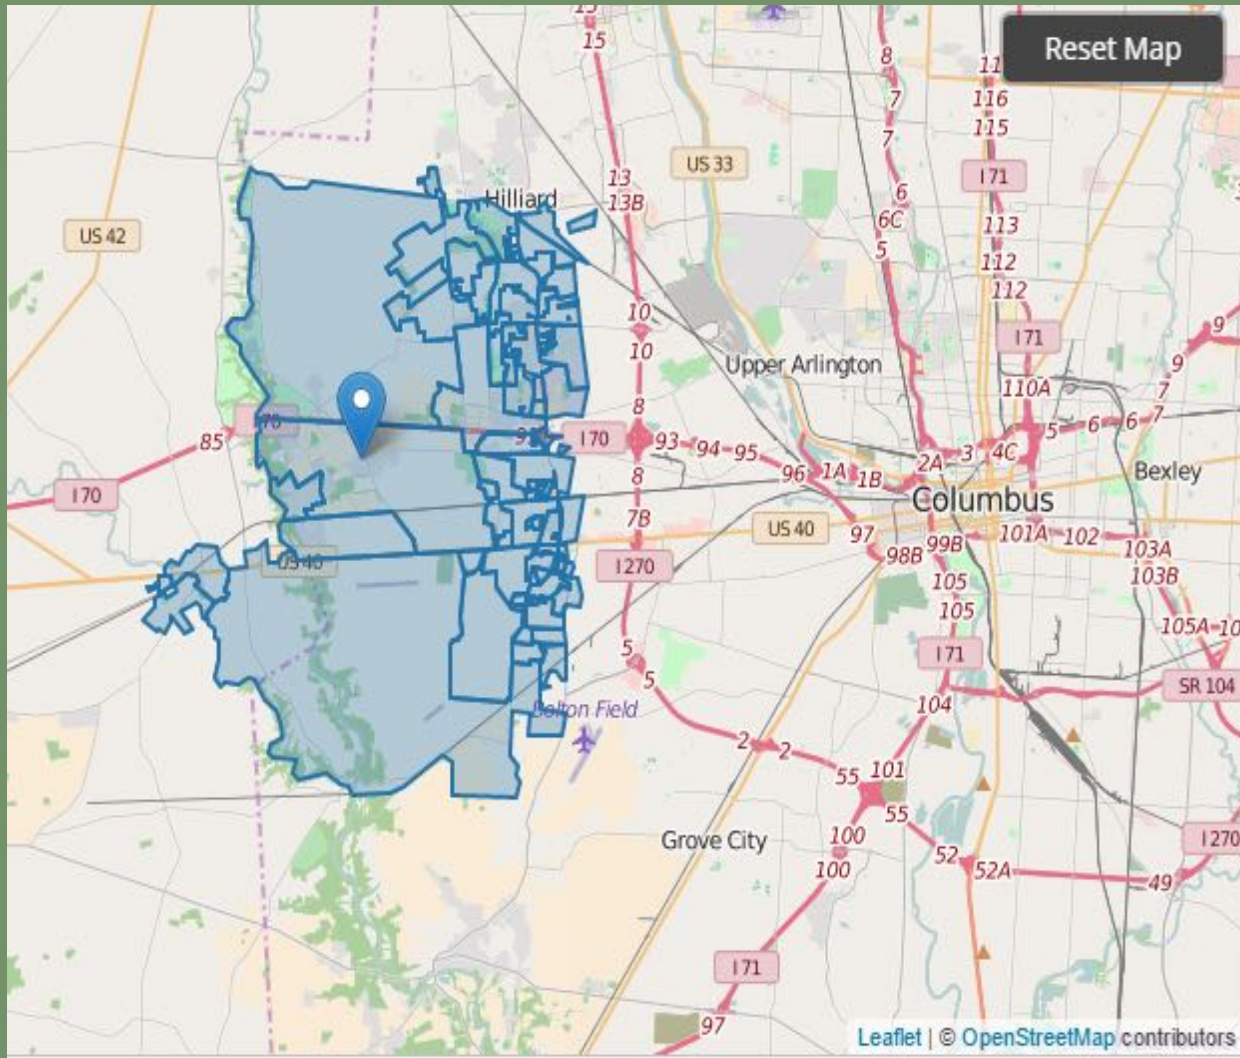 Reset Map
15
15
8
7
7
11
116
115
US 33
I 71
13
13B
6
6C
5
Hilliard
US 42
113
112
112
10
10
I 71
9
9
7
7
Upper Arlington
110A
8
I 70
85
I 70
93
94
95
96
1A
1B
2A
3
4C
5
6
6
Bexley
I 70
8
Columbus
7B
US 40
97
98B
99B
101A
102
103A
103B
US 40
I 270
105
105
105A
10
5
5
I 71
SR 104
104
Bolton Field
2
2
55
101
55
Grove City
100
100
52
52A
49
I 270
I 71
97
Leaflet | © OpenStreetMap contributors